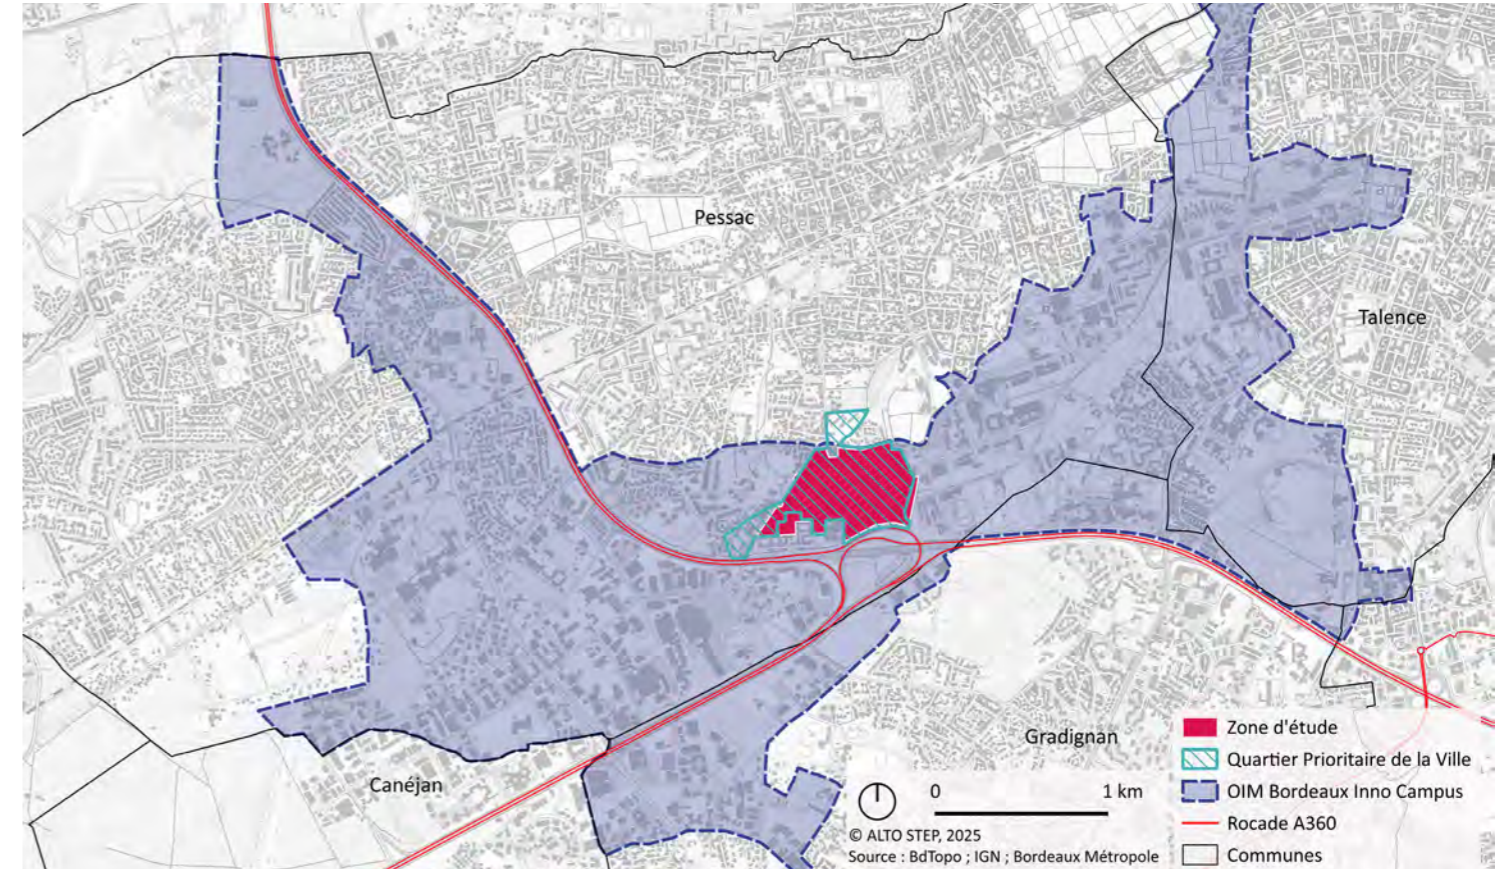 Pessac
Talence
Gradignan
Canéjan
0 1 km
© ALTO STEP, 2025
Source : BdTopo ; IGN ; Bordeaux Métropole
Zone d'étude
Quartier Prioritaire de la Ville
OIM Bordeaux Inno Campus
Rocade A360
Communes